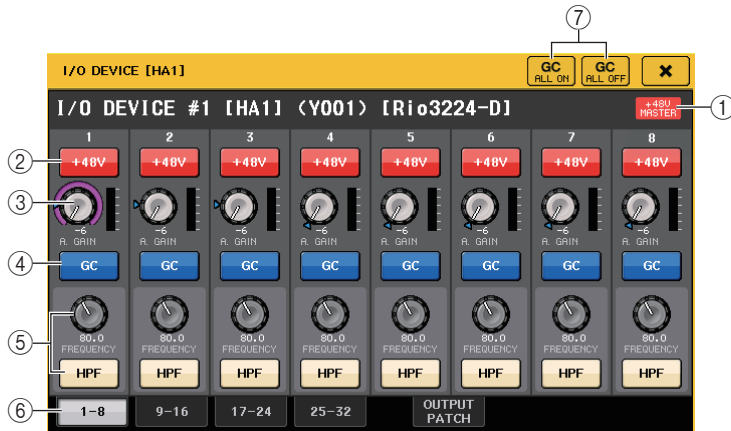 7
I/O DEVICE [HA1]
GC ALL ON
GC ALL OFF
I/O DEVICE #1 [HA1] (Y001) [Rio3224-D]
+48V MASTER
1
1 2 3 4 5 6 7 8
2
+48V +48V +48V +48V +48V +48V +48V +48V
3
-6 -6 -6 -6 -6 -6 -6 -6
A. GAIN A. GAIN A. GAIN A. GAIN A. GAIN A. GAIN A. GAIN A. GAIN
4
GC GC GC GC GC GC GC GC
5
80.0 80.0 80.0 80.0 80.0 80.0 80.0 80.0
FREQUENCY FREQUENCY FREQUENCY FREQUENCY FREQUENCY FREQUENCY FREQUENCY FREQUENCY
HPF HPF HPF HPF HPF HPF HPF HPF
6
1-8 9-16 17-24 25-32 OUTPUT PATCH